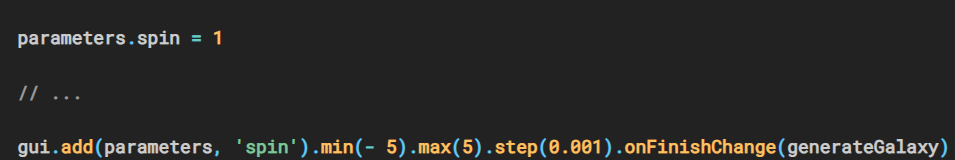 parameters.spin = 1
// ...
gui.add(parameters, 'spin').min(- 5).max(5).step(0.001).onFinishChange(generateGalaxy)